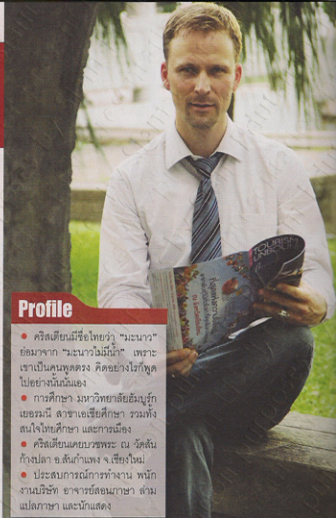 Profile
● คริสเตียนมีชื่อไทยว่า “มะนาว”
ย่อมาจาก “มะนาวไม่มีน้ำ” เพราะ
เขาเป็นคนพูดตรง คิดอย่างไรก็พูด
ไปอย่างนั้นนั่นเอง
● การศึกษา มหาวิทยาลัยฮัมบูร์ก
เยอรมนี สาขาเอเชียศึกษา รวมทั้ง
สนใจไทยศึกษา และการเมือง
● คริสเตียนเคยบวชพระ ณ วัดสัน
ก้างปลา อ.สันกำแพง จ.เชียงใหม่
● ประสบการณ์การทำงาน พนัก
งานบริษัท อาจารย์สอนภาษา ล่าม
แปลภาษา และนักแสดง
TOURISM